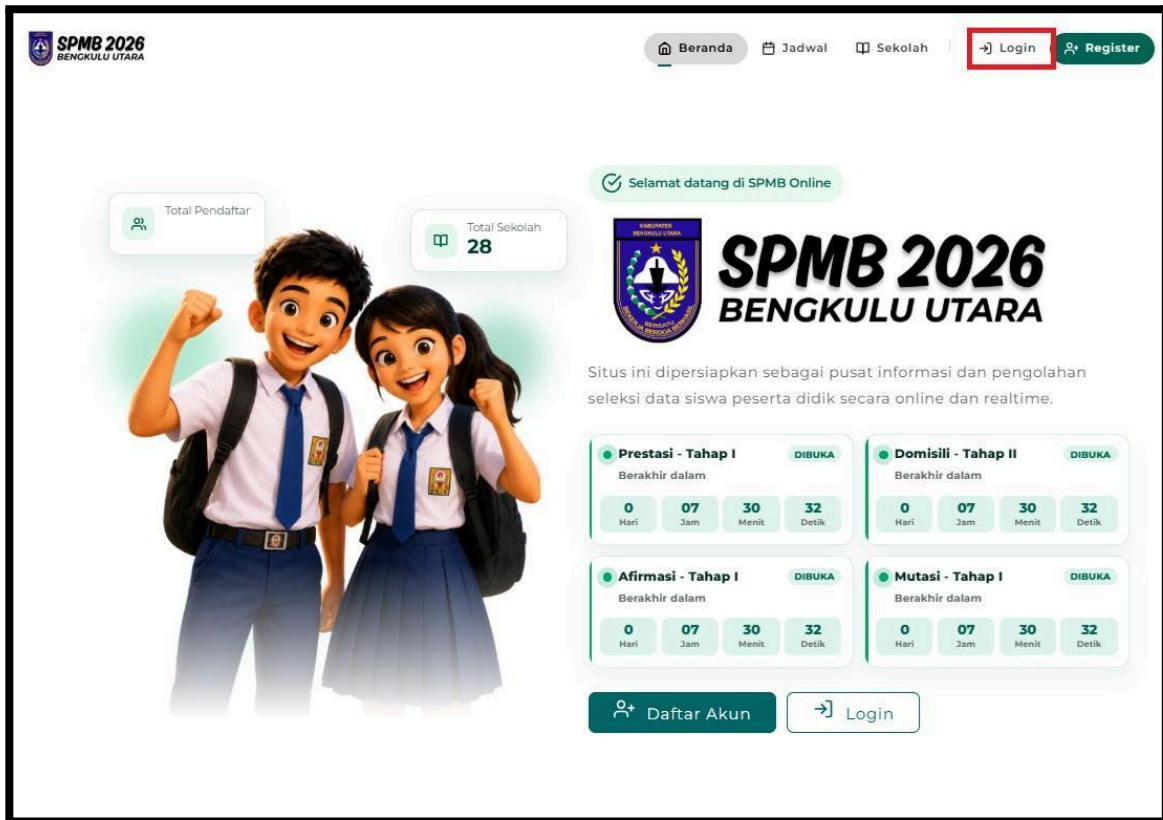 SPMB 2026
BENGKULU UTARA
Beranda
Jadwal
Sekolah
Login
Register
Total Pendaftar
Total Sekolah
28
Selamat datang di SPMB Online
KABUPATEN
BENGKULU UTARA
SPMB 2026
BENGKULU UTARA
Situs ini dipersiapkan sebagai pusat informasi dan pengolahan
seleksi data siswa peserta didik secara online dan realtime.
Prestasi - Tahap I DIBUKA
Berakhir dalam
0 07 30 32
Hari Jam Menit Detik
Domisili - Tahap II DIBUKA
Berakhir dalam
0 07 30 32
Hari Jam Menit Detik
Afirmasi - Tahap I DIBUKA
Berakhir dalam
0 07 30 32
Hari Jam Menit Detik
Mutasi - Tahap I DIBUKA
Berakhir dalam
0 07 30 32
Hari Jam Menit Detik
Daftar Akun
Login